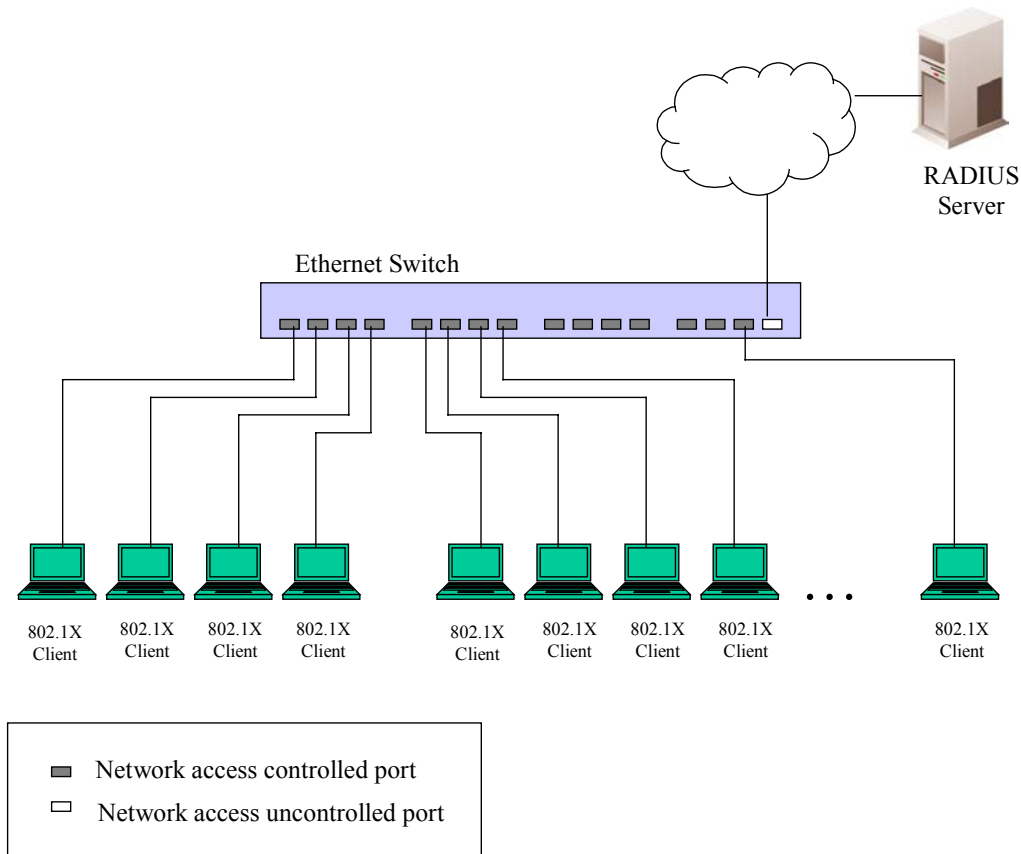 RADIUS
Server
Ethernet Switch
802.1X
Client
802.1X
Client
802.1X
Client
802.1X
Client
802.1X
Client
802.1X
Client
802.1X
Client
802.1X
Client
. . .
802.1X
Client
Network access controlled port
Network access uncontrolled port